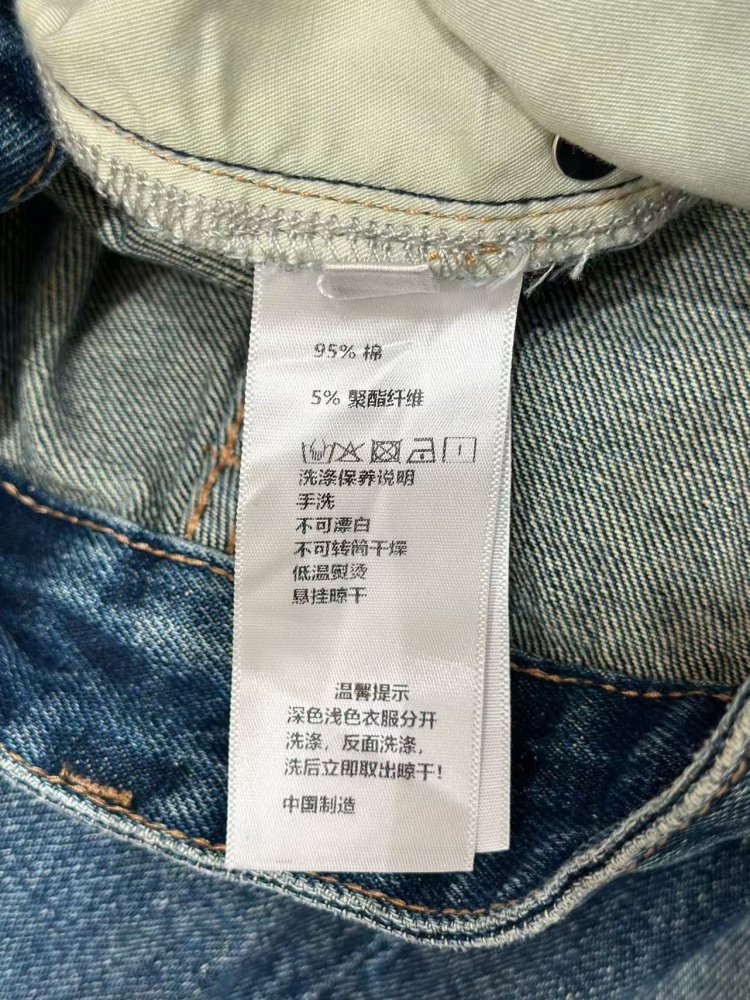 95% 棉
5% 聚酯纤维
洗涤保养说明
手洗
不可漂白
不可转筒干燥
低温熨烫
悬挂晾干
温馨提示
深色浅色衣服分开
洗涤，反面洗涤，
洗后立即取出晾干！
中国制造